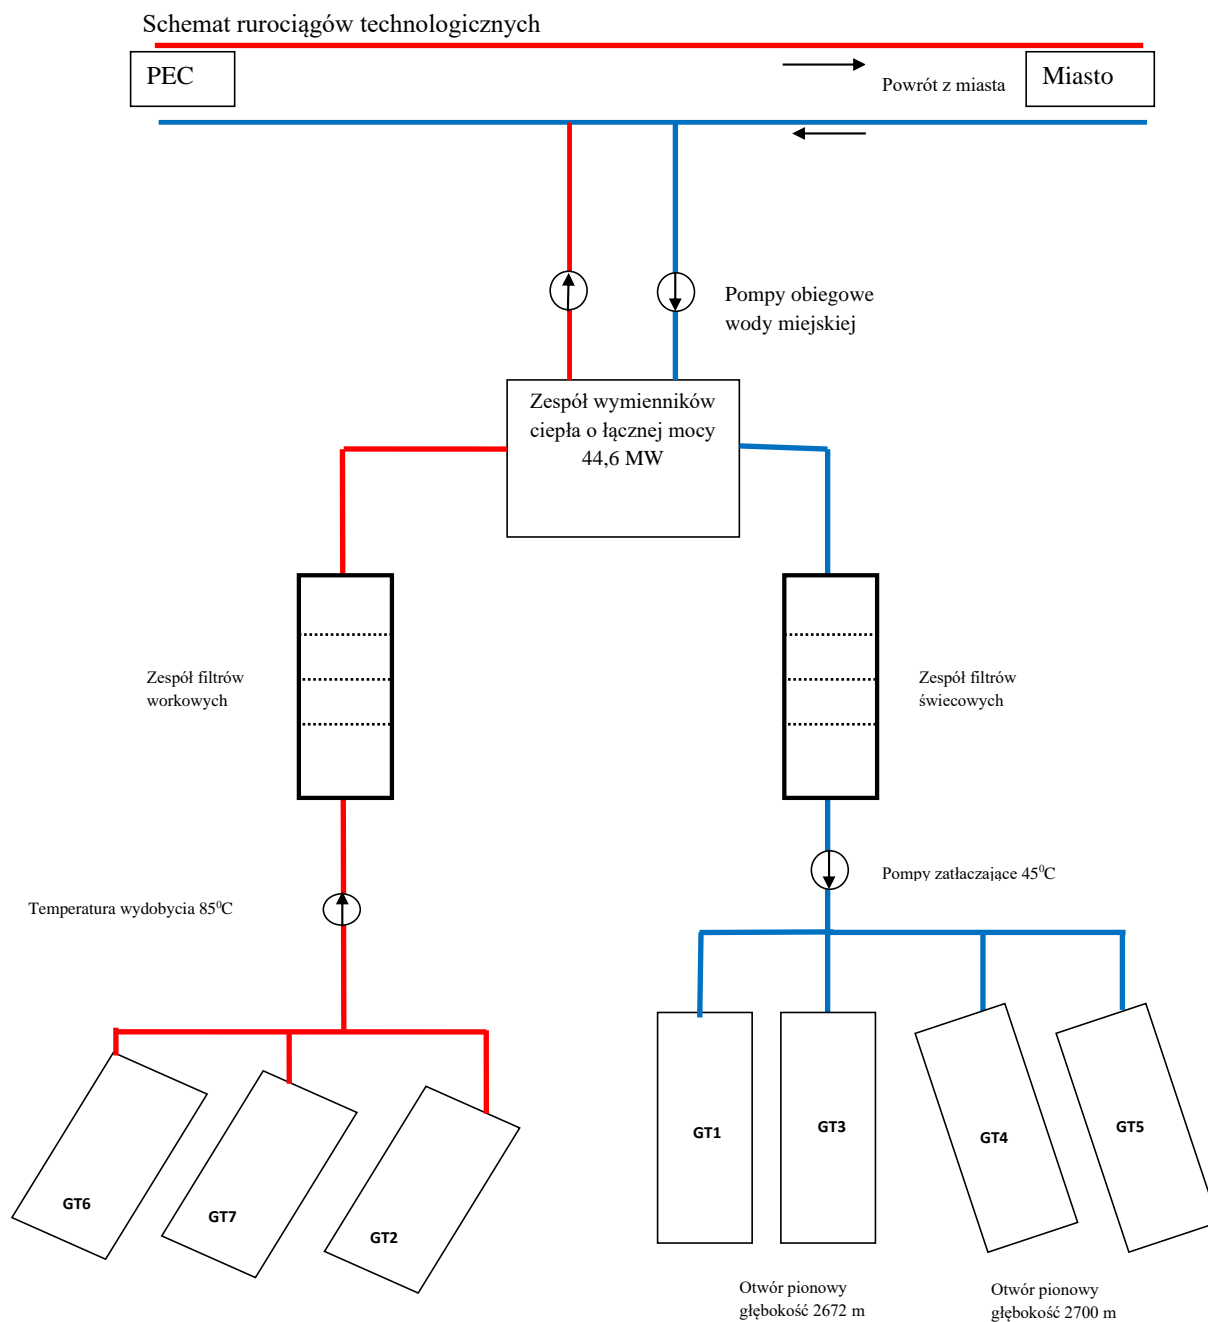 Schemat rurociągów technologicznych
PEC
Powrót z miasta
Miasto
Pompy obiegowe
wody miejskiej
Zespół wymienników
ciepła o łącznej mocy
44,6 MW
Zespół filtrów
workowych
Zespół filtrów
świecowych
Temperatura wydobycia 85⁰C
Pompy zatłaczające 45⁰C
GT6
GT7
GT2
GT1
GT3
GT4
GT5
Otwór pionowy
głębokość 2672 m
Otwór pionowy
głębokość 2700 m